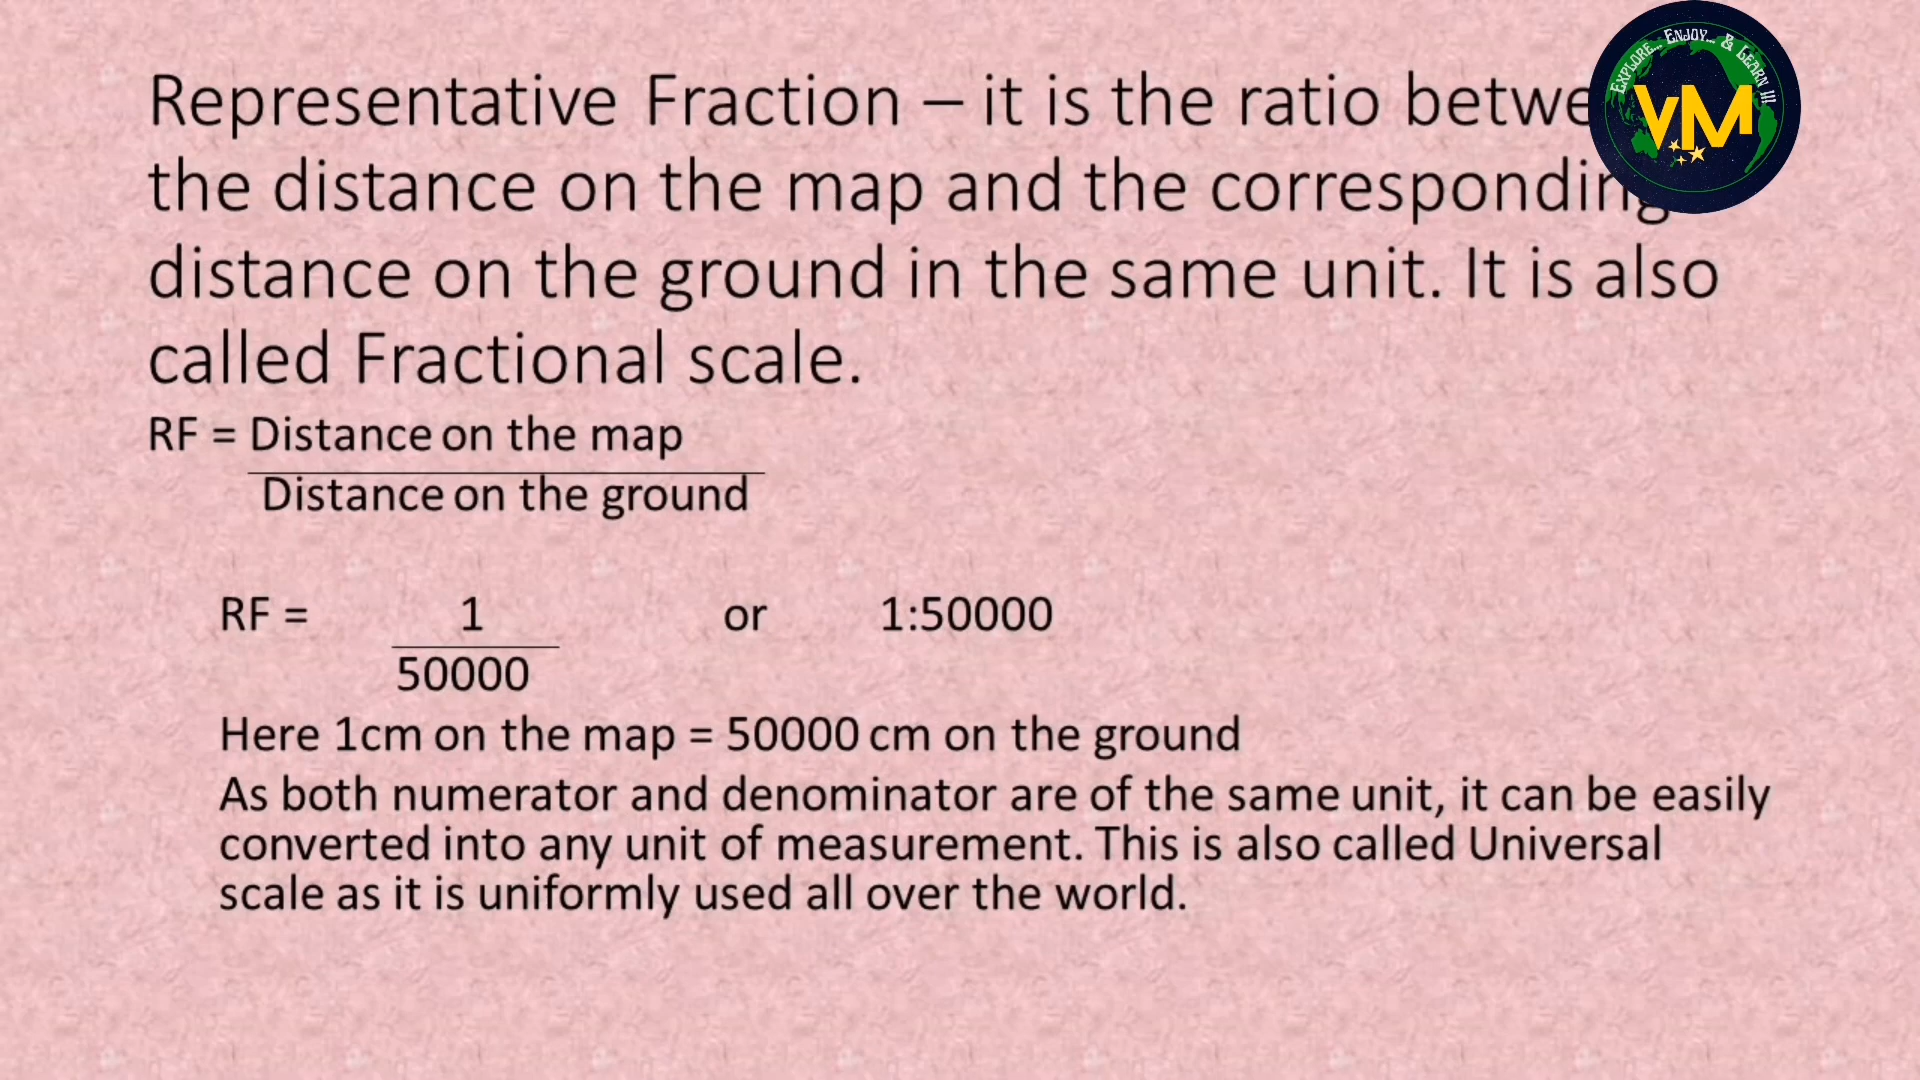 Representative Fraction – it is the ratio betwe
the distance on the map and the corresponding
distance on the ground in the same unit. It is also
called Fractional scale.
RF = Distance on the map
Distance on the ground
RF = 1 or 1:50000
50000
Here 1cm on the map = 50000 cm on the ground
As both numerator and denominator are of the same unit, it can be easily
converted into any unit of measurement. This is also called Universal
scale as it is uniformly used all over the world.
EXPLORE... ENJOY... & LEARN !!!
VM